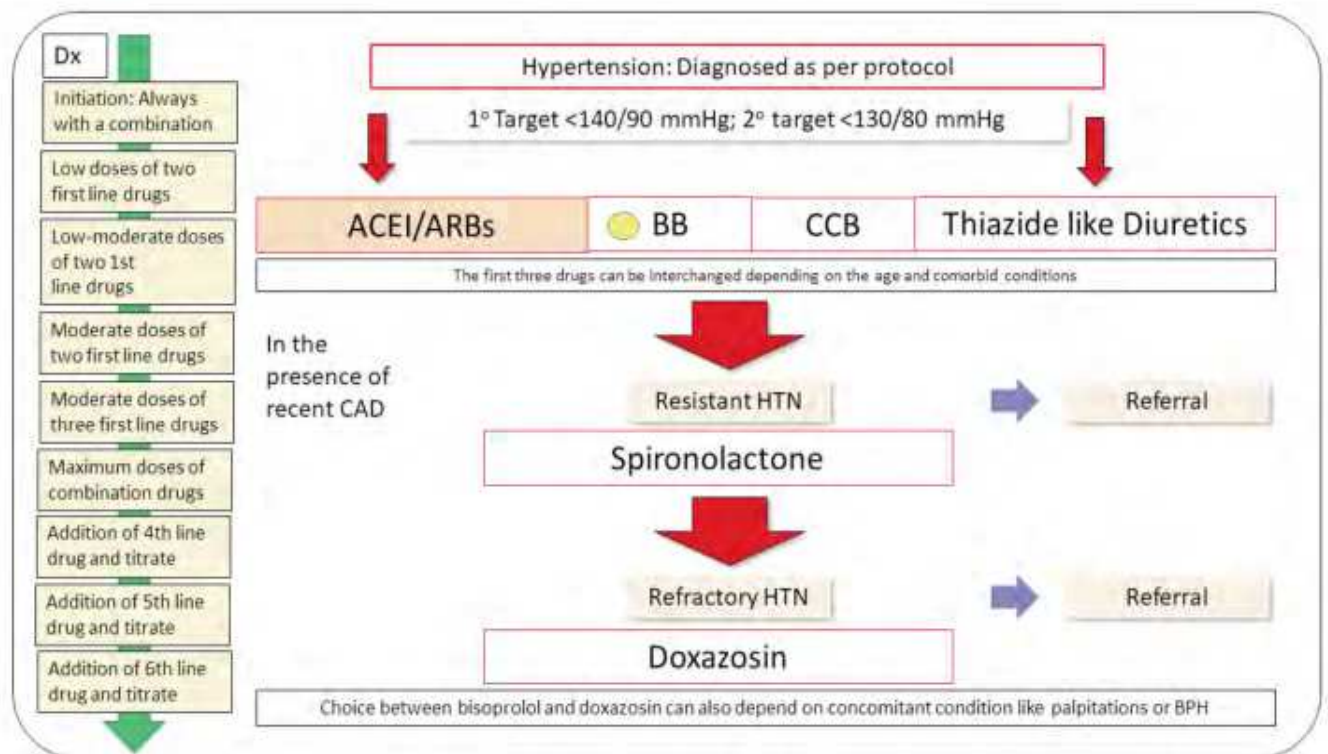 Dx
Initiation: Always
with a combination
Low doses of two
first line drugs
Low-moderate doses
of two 1st
line drugs
Moderate doses of
two first line drugs
Moderate doses of
three first line drugs
Maximum doses of
combination drugs
Addition of 4th line
drug and titrate
Addition of 5th line
drug and titrate
Addition of 6th line
drug and titrate
Hypertension: Diagnosed as per protocol
1º Target <140/90 mmHg; 2º target <130/80 mmHg
ACEI/ARBs BB CCB Thiazide like Diuretics
The first three drugs can be interchanged depending on the age and comorbid conditions
In the
presence of
recent CAD
Resistant HTN Referral
Spironolactone
Refractory HTN Referral
Doxazosin
Choice between bisoprolol and doxazosin can also depend on concomitant condition like palpitations or BPH